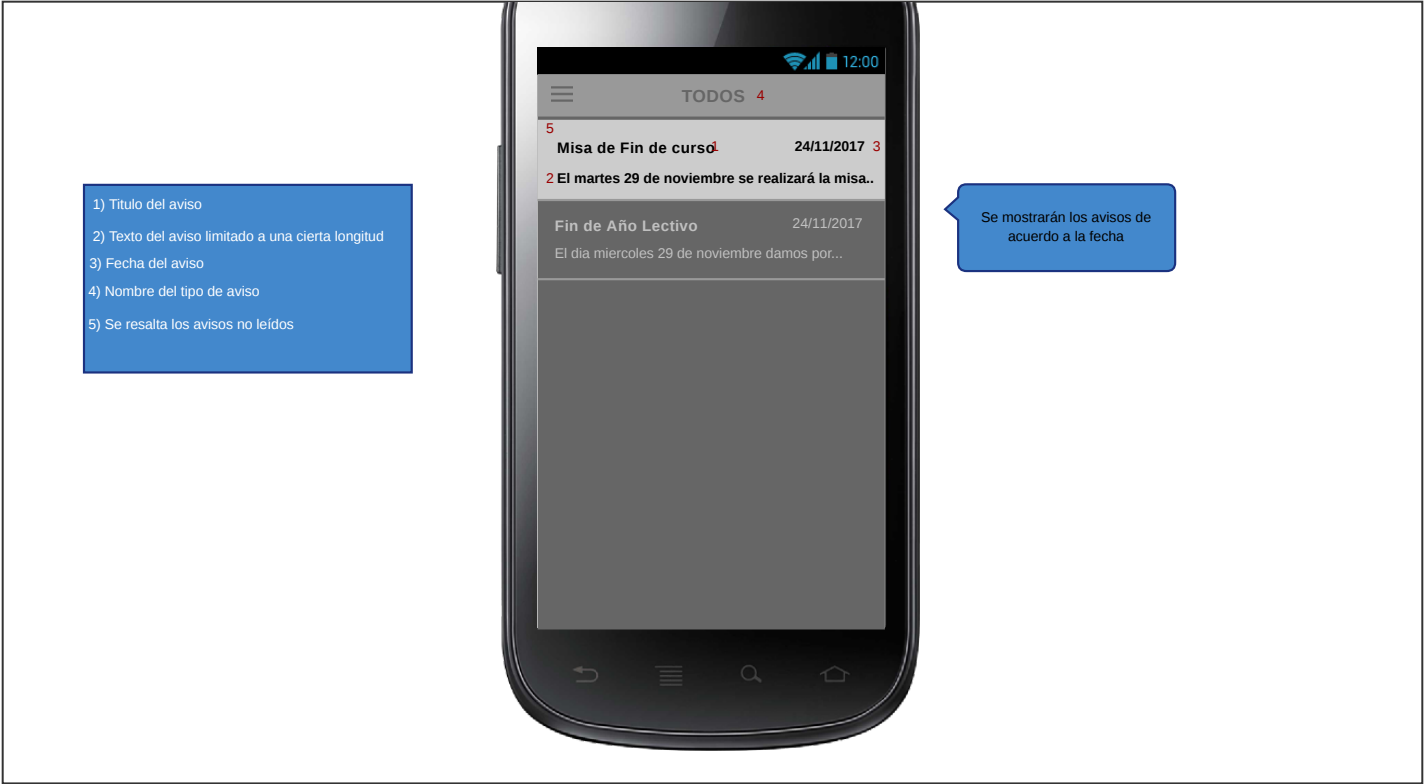 12:00
TODOS 4
5
Misa de Fin de curso 1 24/11/2017 3
2 El martes 29 de noviembre se realizará la misa..
Fin de Año Lectivo 24/11/2017
El dia miercoles 29 de noviembre damos por...
1) Titulo del aviso
2) Texto del aviso limitado a una cierta longitud
3) Fecha del aviso
4) Nombre del tipo de aviso
5) Se resalta los avisos no leídos
Se mostrarán los avisos de
acuerdo a la fecha